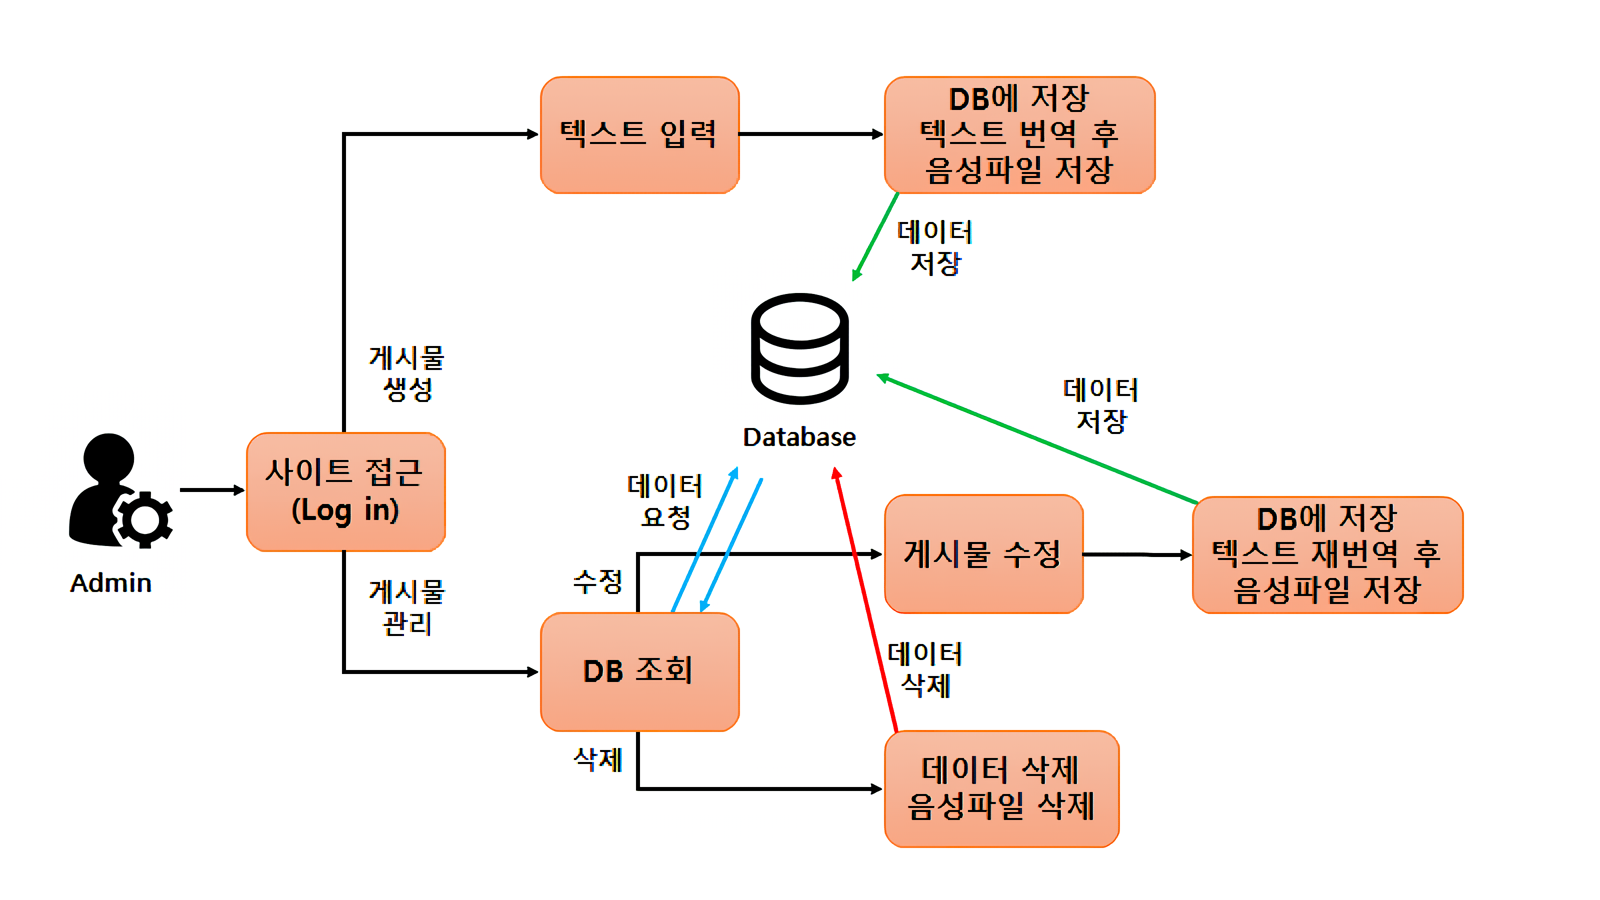 텍스트 입력
DB에 저장
텍스트 번역 후
음성파일 저장
데이터
저장
게시물
생성
Database
데이터
저장
Admin
사이트 접근
(Log in)
게시물
관리
데이터
요청
수정
DB 조회
삭제
게시물 수정
DB에 저장
텍스트 재번역 후
음성파일 저장
데이터
삭제
데이터 삭제
음성파일 삭제